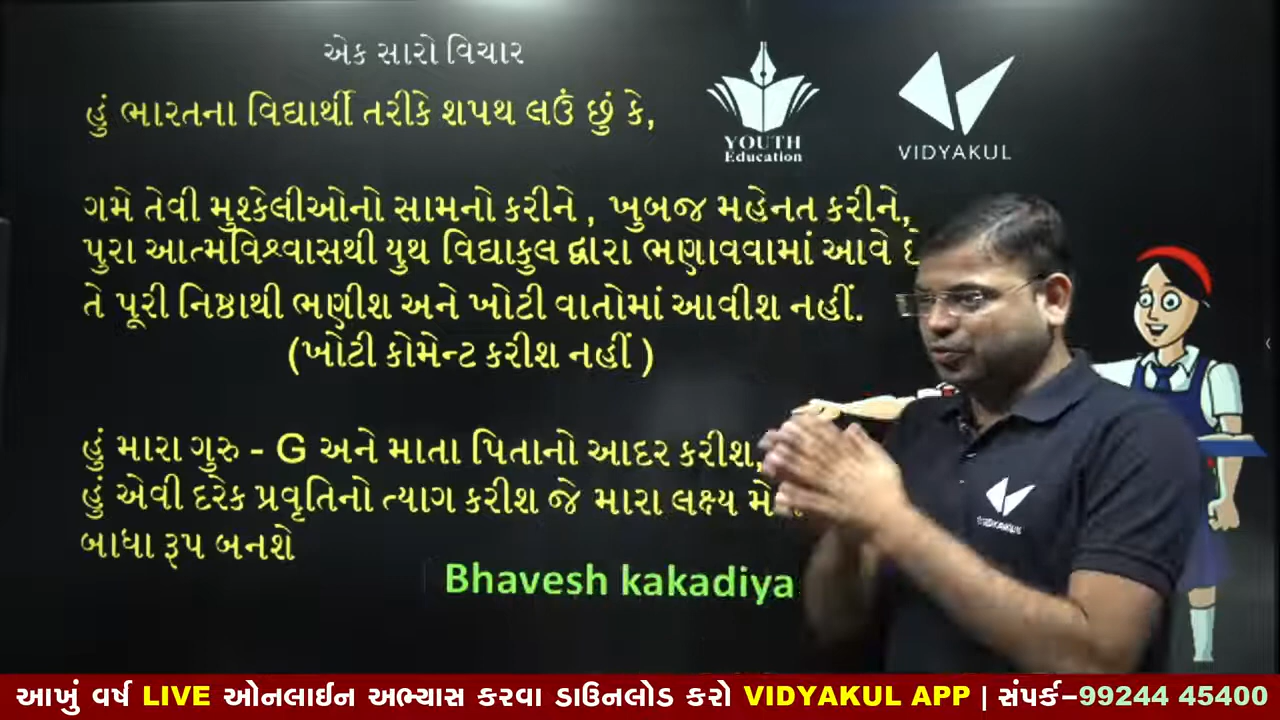 એક સારો વિચાર
હું ભારતના વિદ્યાર્થી તરીકે શપથ લઉં છું કે,
YOUTH
Education
VIDYAKUL
ગમે તેવી મુશ્કેલીઓનો સામનો કરીને , ખુબજ મહેનત કરીને,
પુરા આત્મવિશ્વાસથી યુથ વિદ્યાકુલ દ્વારા ભણાવવામાં આવે
તે પૂરી નિષ્ઠાથી ભણીશ અને ખોટી વાતોમાં આવીશ નહીં.
(ખોટી કોમેન્ટ કરીશ નહીં )
હું મારા ગુરુ - G અને માતા પિતાનો આદર કરીશ,
હું એવી દરેક પ્રવૃતિનો ત્યાગ કરીશ જે મારા લક્ષ્ય
બાધા રૂપ બનશે
Bhavesh kakadiya
VIDYAKUL
આખું વર્ષ LIVE ઓનલાઈન અભ્યાસ કરવા ડાઉનલોડ કરો VIDYAKUL APP | સંપર્ક–99244 45400